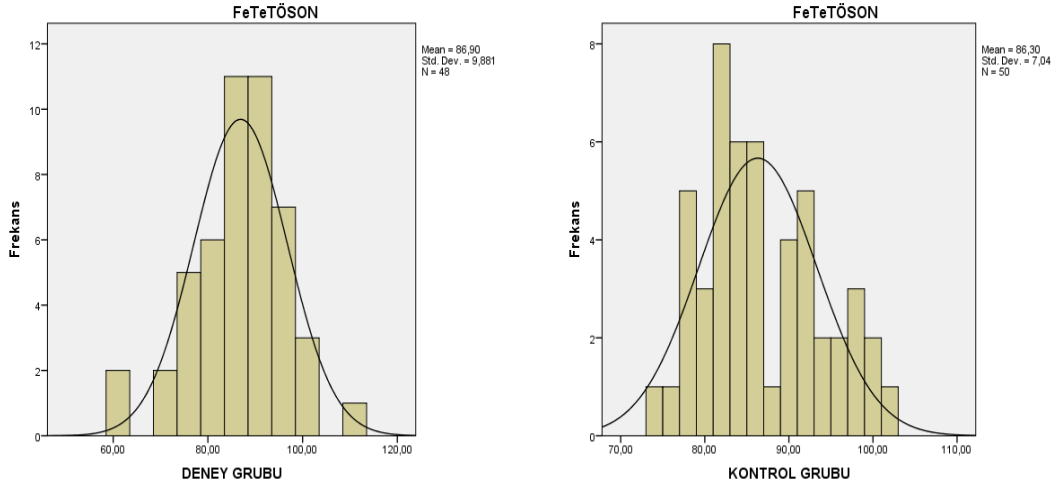 FeTeTÖSON
Mean = 86,90
Std. Dev. = 9,881
N = 48
Frekans
12
10
8
6
4
2
0
60,00 80,00 100,00 120,00
DENEY GRUBU
FeTeTÖSON
Mean = 86,30
Std. Dev. = 7,04
N = 50
Frekans
8
6
4
2
0
70,00 80,00 90,00 100,00 110,00
KONTROL GRUBU